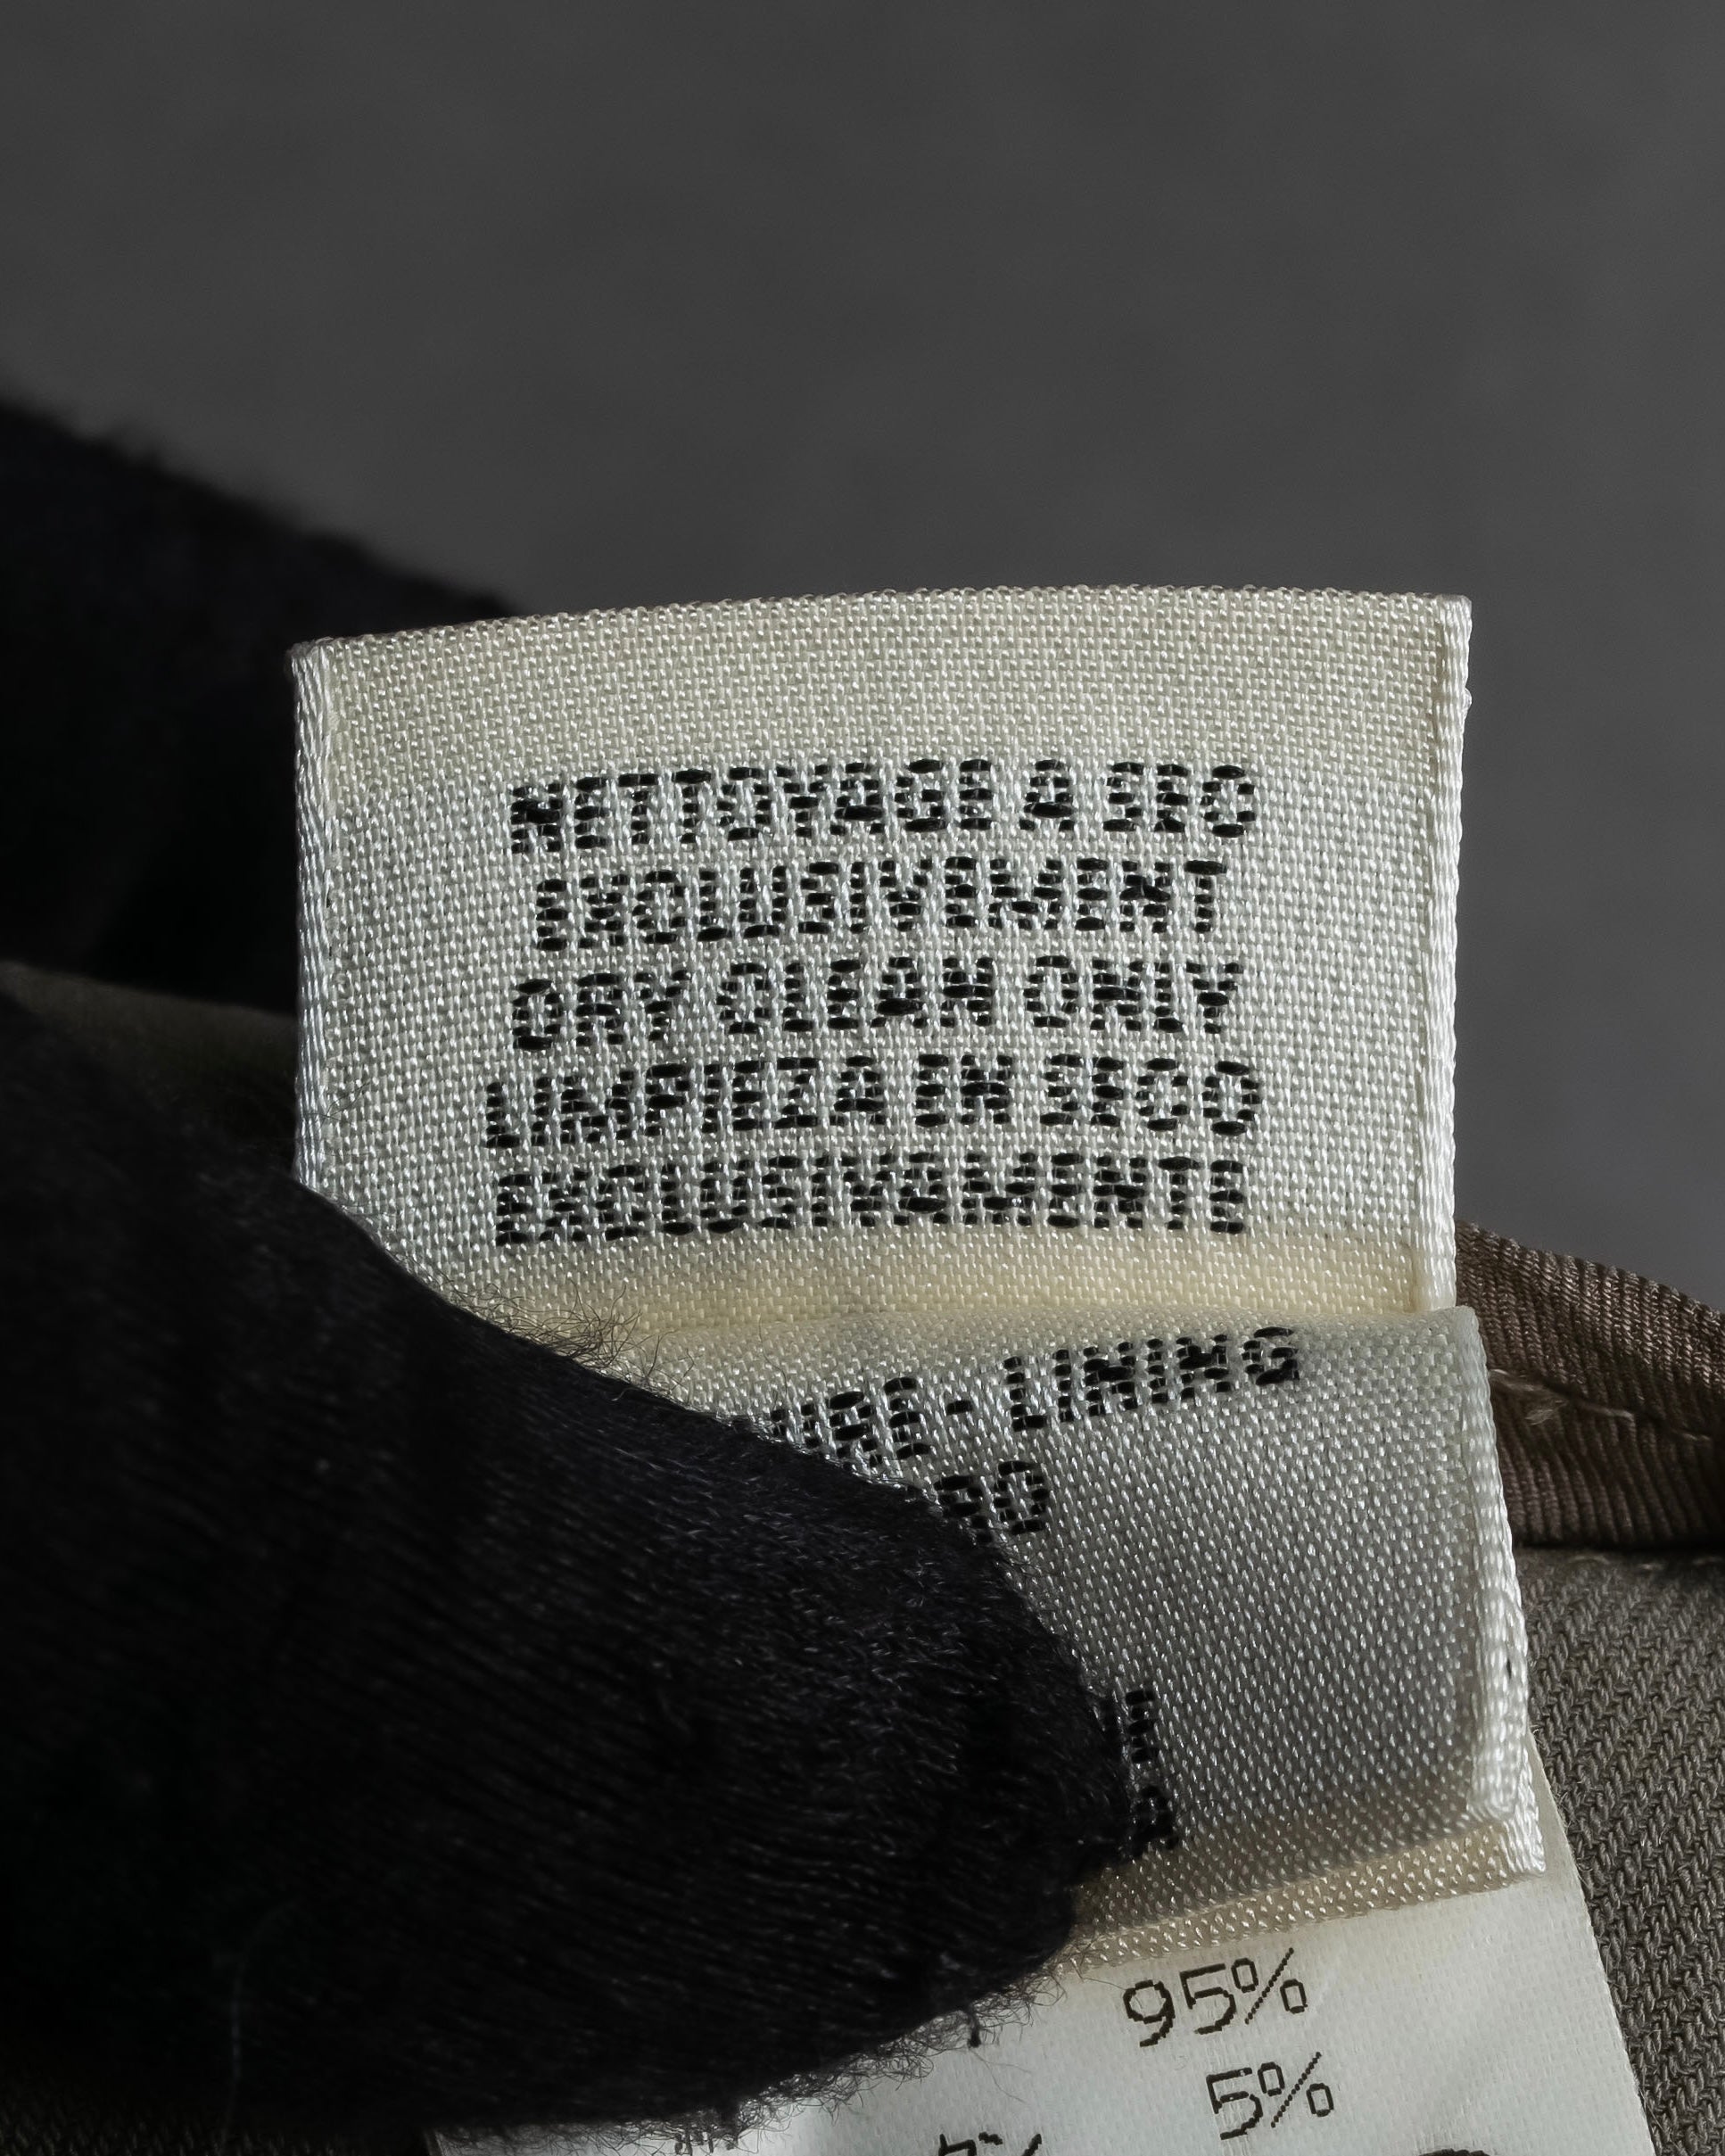 NETTOYAGE A SEC
EXCLUSIVEMENT
DRY CLEAN ONLY
LIMPIEZA EN SECO
EXCLUSIVAMENTE
- LINING
95%
5%